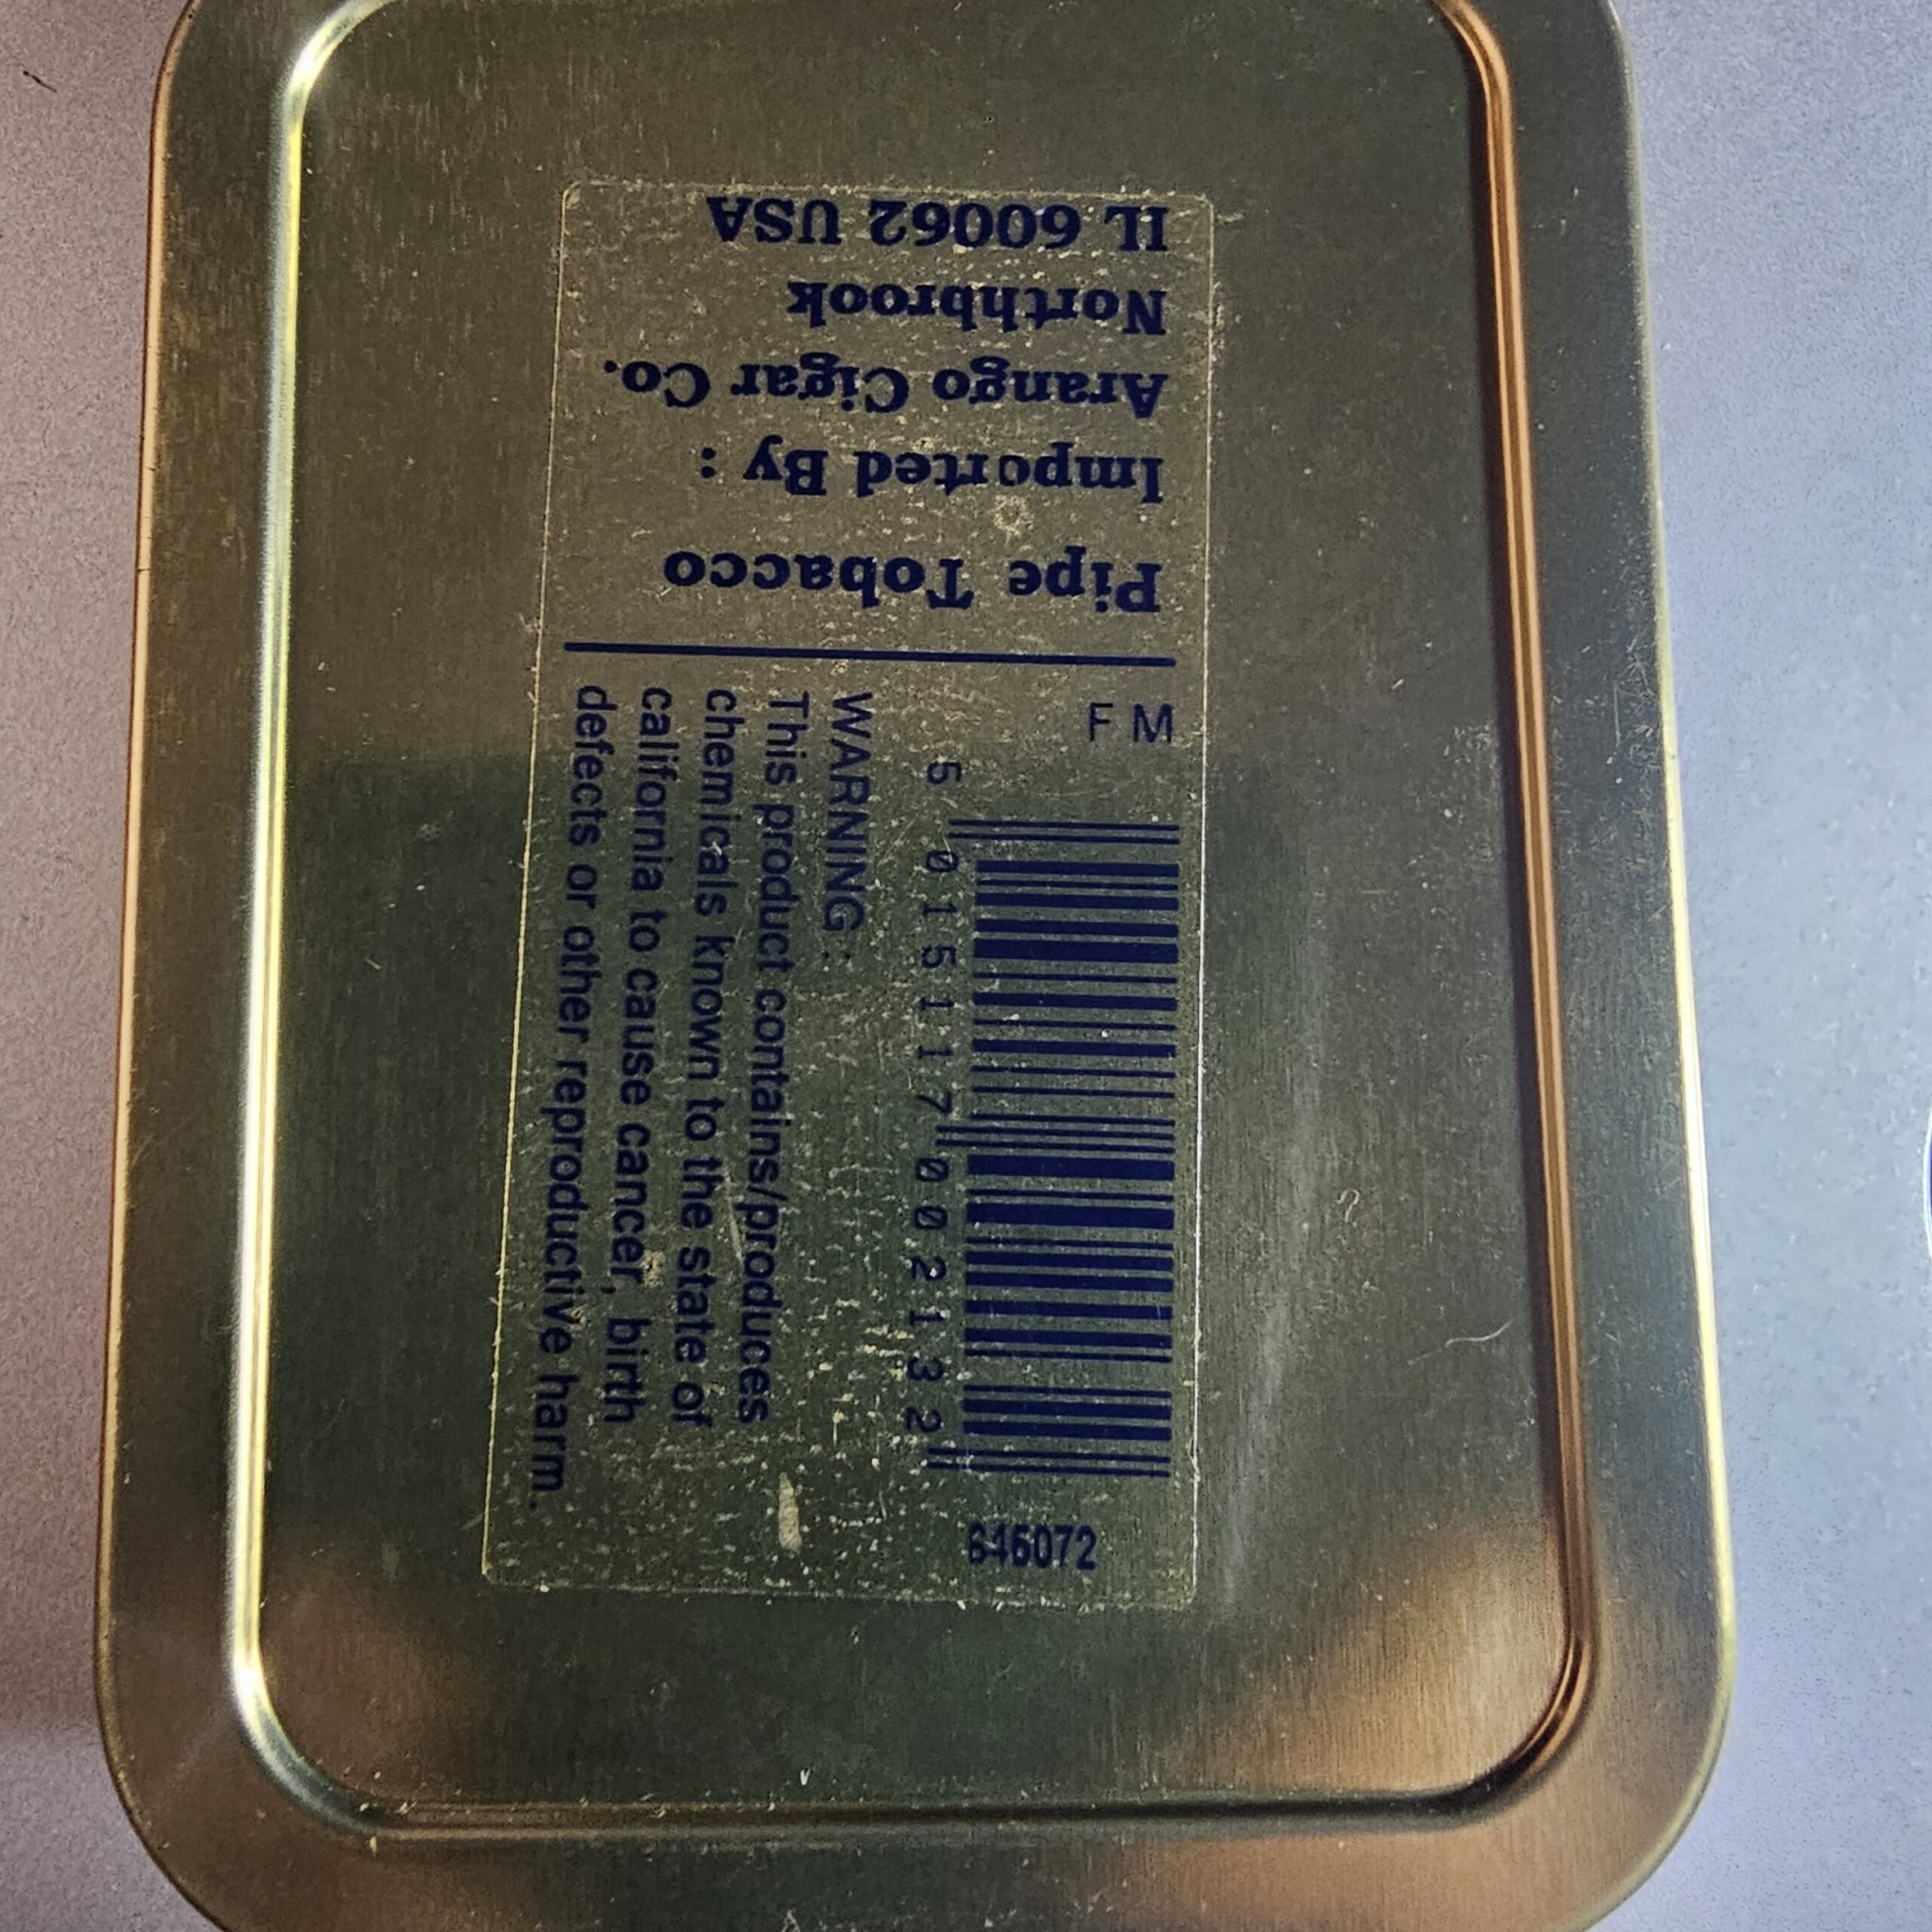 Pipe Tobacco
Imported By :
Arango Cigar Co.
Northbrook
IL 60062 USA
F M
5 015117 002132
WARNING :
This product contains/produces
chemicals known to the state of
california to cause cancer, birth
defects or other reproductive harm.
646072